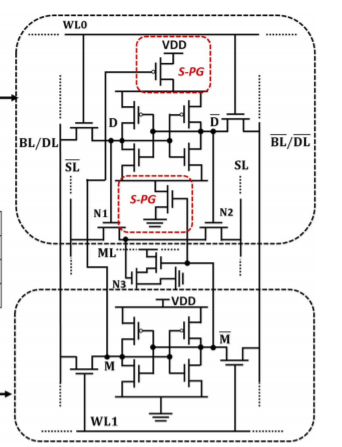 WL0
VDD
S-PG
D
D̅
BL/DL
B̅L̅/D̅L̅
S̅L̅
SL
S-PG
N1
N2
ML
N3
VDD
M
M̅
WL1